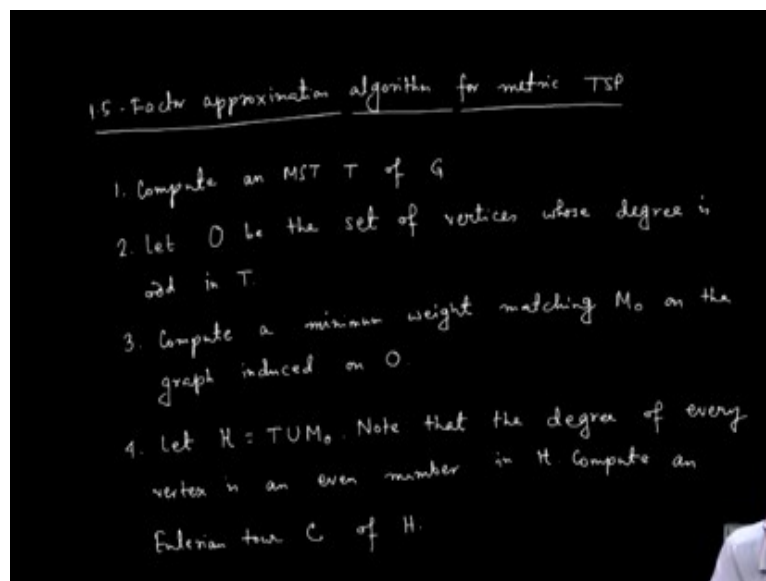 1.5-Factor approximation algorithm for metric TSP
1. Compute an MST T of G
2. Let O be the set of vertices whose degree is
odd in T.
3. Compute a minimum weight matching M₀ on the
graph induced on O.
4. Let H = TUM₀. Note that the degree of every
vertex is an even number in H. Compute an
Eulerian tour C of H.